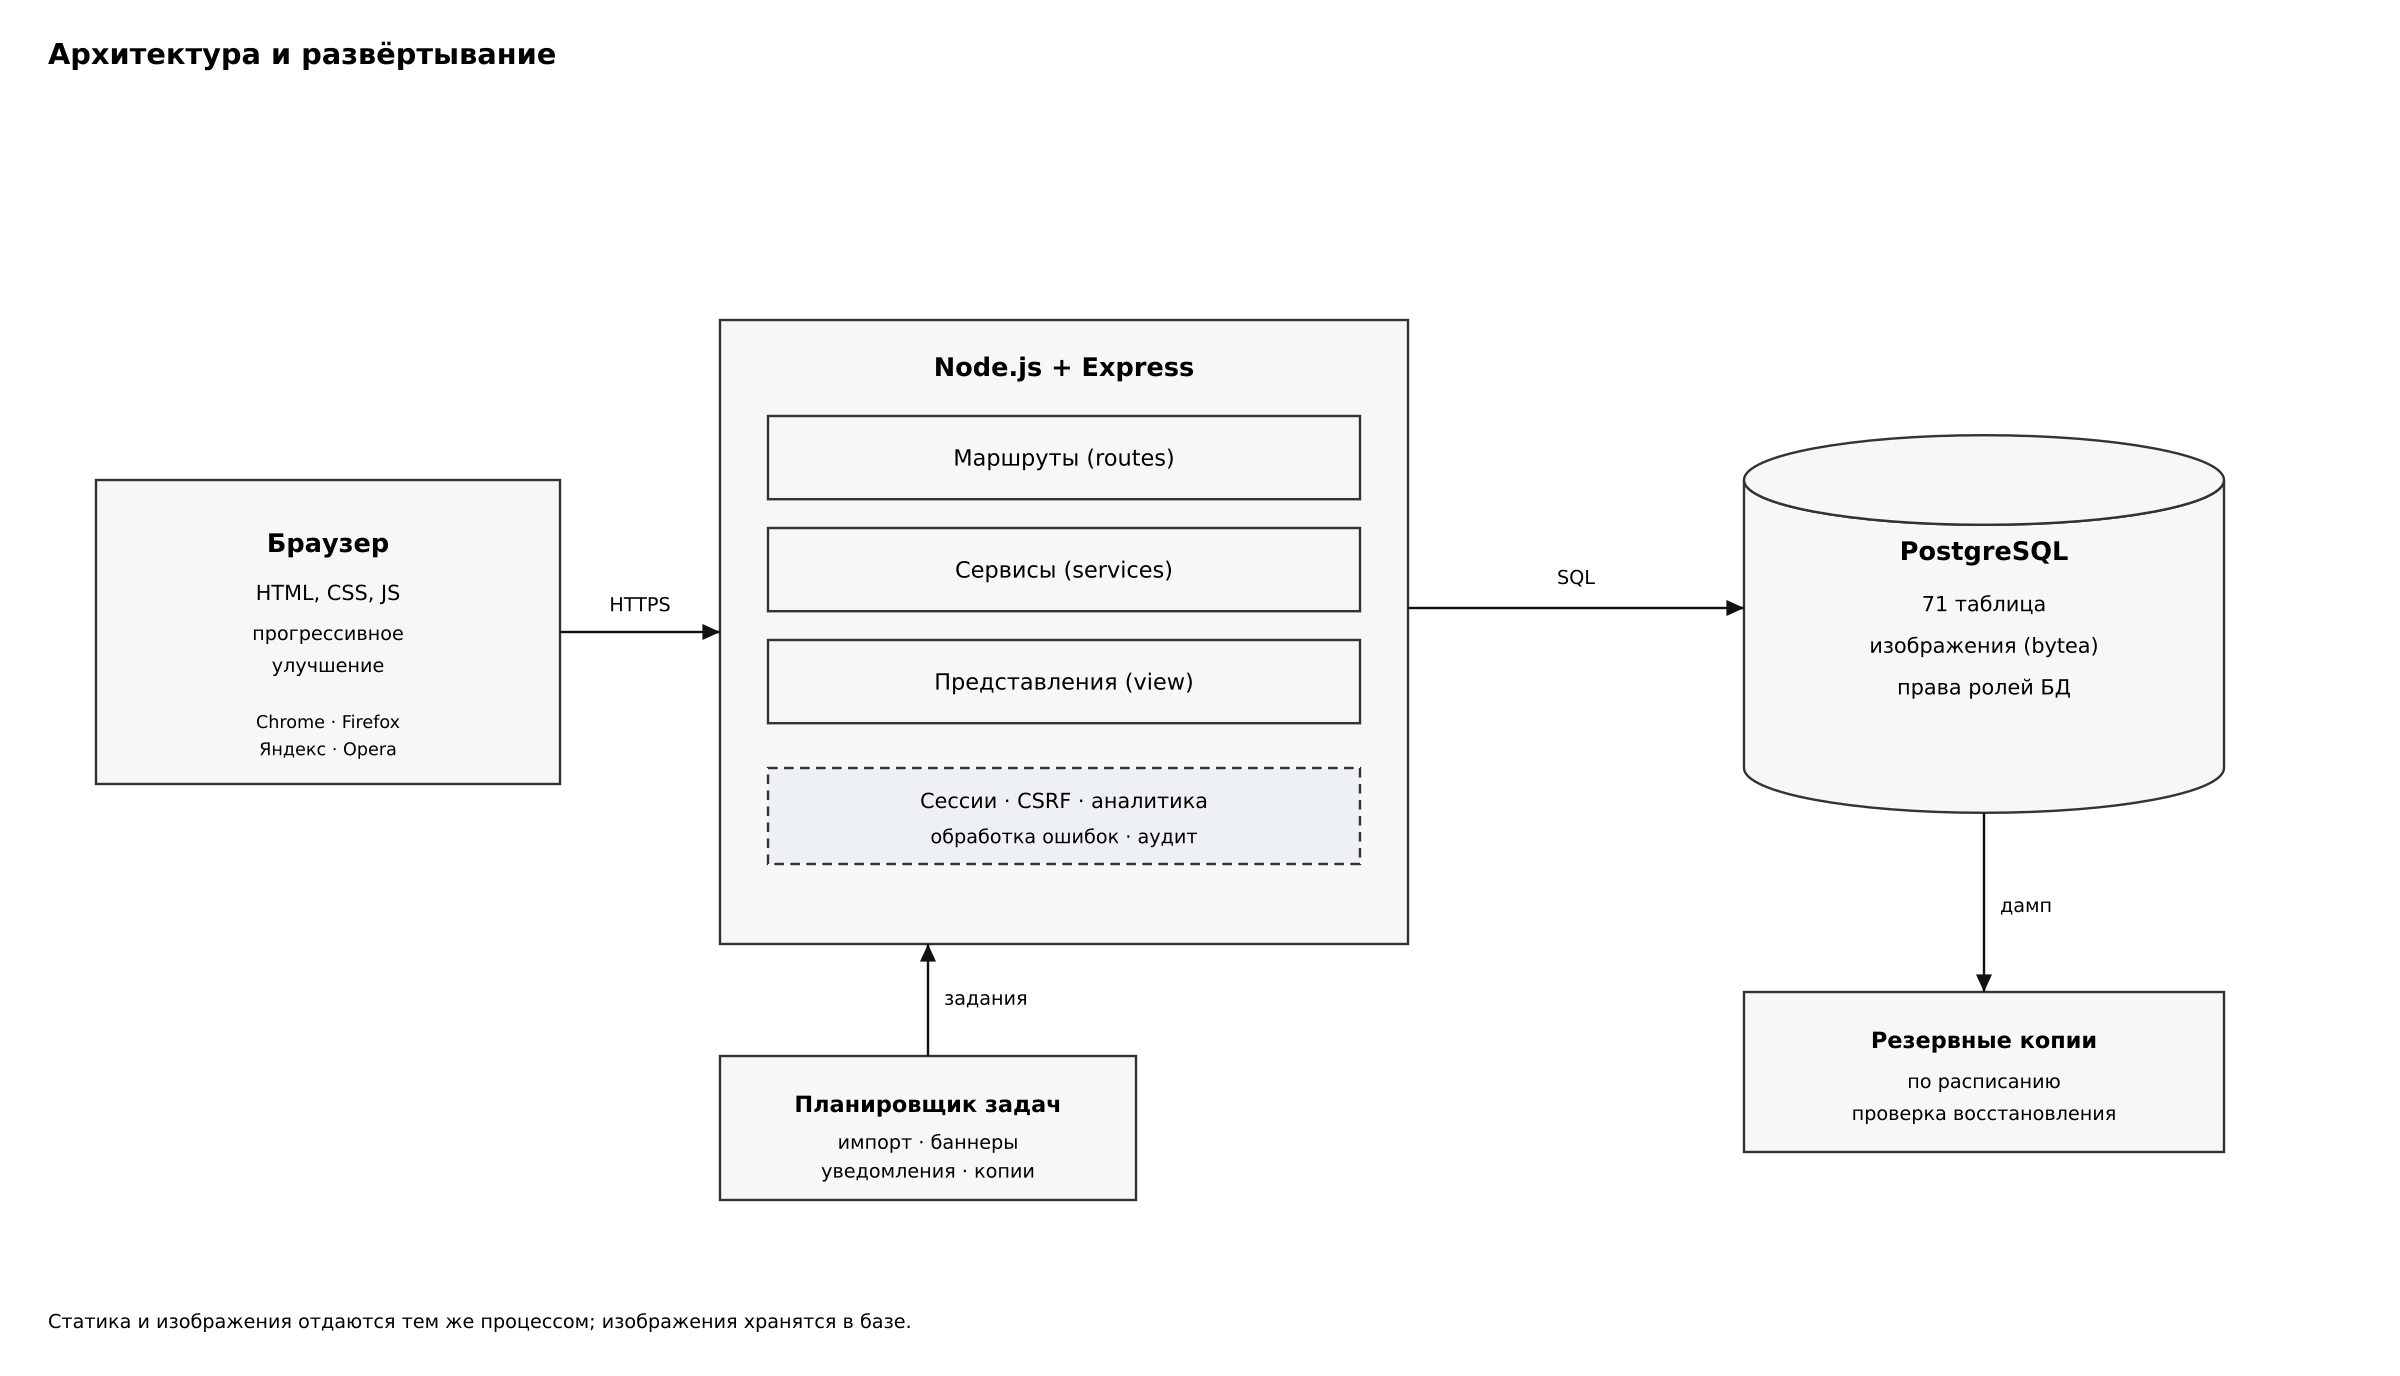 Архитектура и развёртывание
Браузер
HTML, CSS, JS
прогрессивное
улучшение
Chrome · Firefox
Яндекс · Opera
HTTPS
Node.js + Express
Маршруты (routes)
Сервисы (services)
Представления (view)
Сессии · CSRF · аналитика
обработка ошибок · аудит
SQL
PostgreSQL
71 таблица
изображения (bytea)
права ролей БД
задания
Планировщик задач
импорт · баннеры
уведомления · копии
дамп
Резервные копии
по расписанию
проверка восстановления
Статика и изображения отдаются тем же процессом; изображения хранятся в базе.